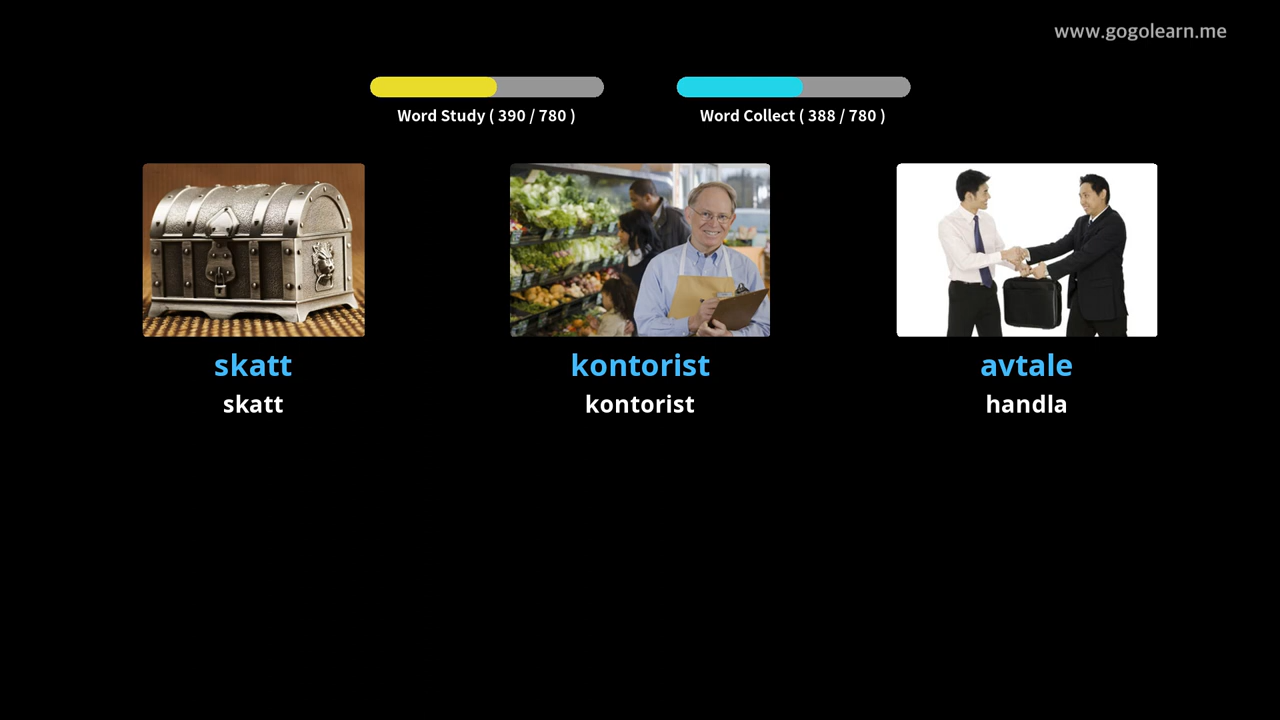 www.gogolearn.me
Word Study ( 390 / 780 )
Word Collect ( 388 / 780 )
skatt
kontorist
avtale
skatt
kontorist
handla